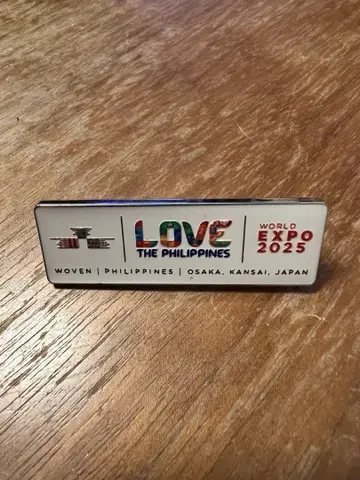 LOVE
THE PHILIPPINES
WORLD
EXPO
2025
WOVEN | PHILIPPINES | OSAKA, KANSAI, JAPAN